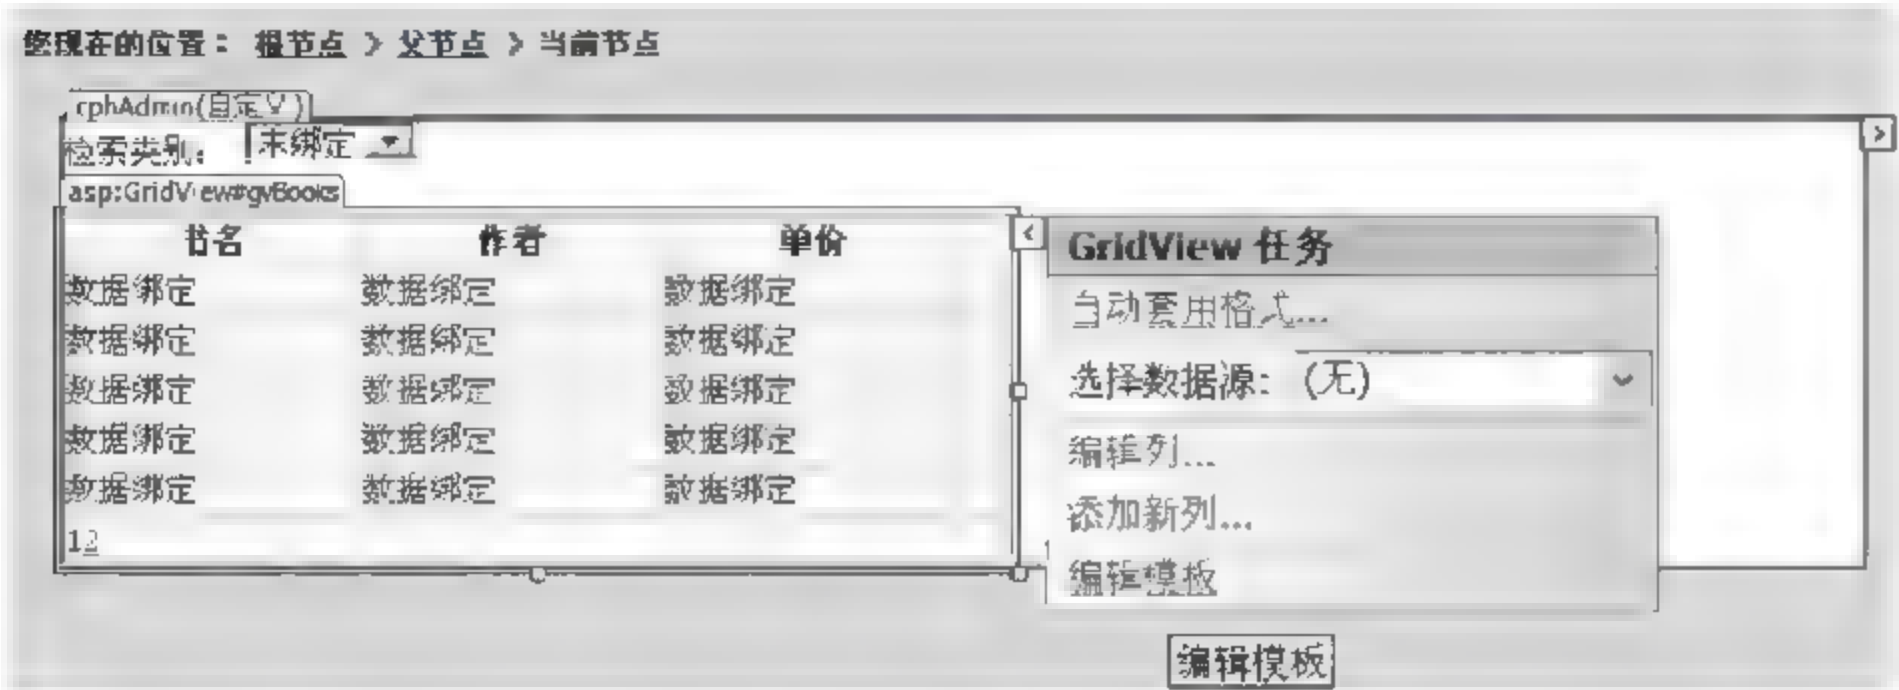 您现在的位置： 根节点 > 父节点 > 当前节点
cphAdmin(自定义)
检索类别： 未绑定
asp:GridView#gvBooks
书名 作者 单价
数据绑定 数据绑定 数据绑定
数据绑定 数据绑定 数据绑定
数据绑定 数据绑定 数据绑定
数据绑定 数据绑定 数据绑定
数据绑定 数据绑定 数据绑定
12
GridView 任务
自动套用格式...
选择数据源： (无)
编辑列...
添加新列...
编辑模板
编辑模板